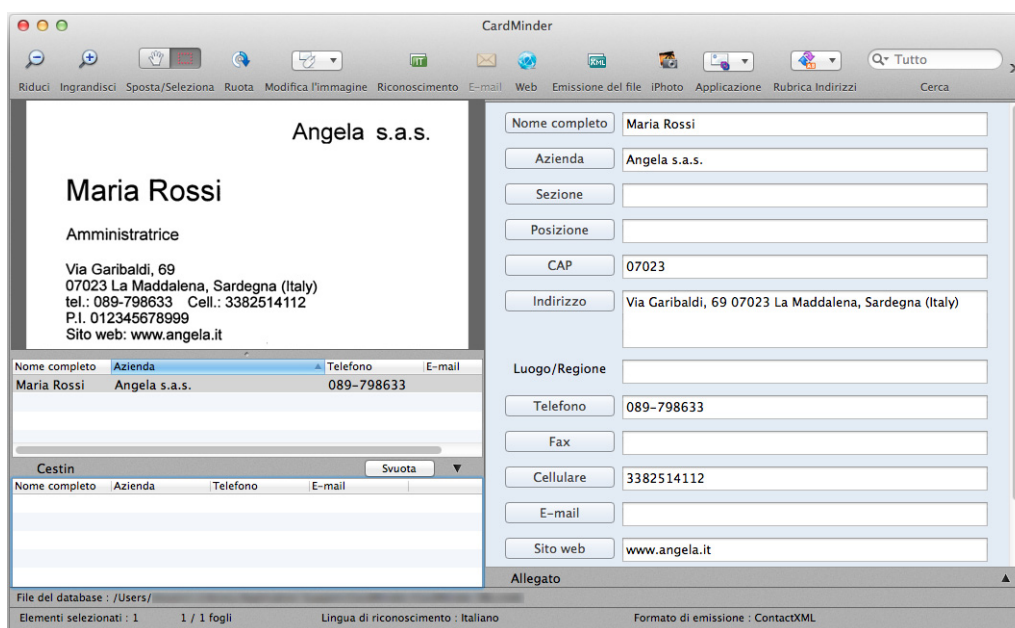 CardMinder
Tutto
Riduci Ingrandisci Sposta/Seleziona Ruota Modifica l'immagine Riconoscimento E-mail Web Emissione del file iPhoto Applicazione Rubrica Indirizzi Cerca
Angela s.a.s.
Maria Rossi
Amministratrice
Via Garibaldi, 69
07023 La Maddalena, Sardegna (Italy)
tel.: 089-798633 Cell.: 3382514112
P.I. 012345678999
Sito web: www.angela.it
Nome completo Azienda Telefono E-mail
Maria Rossi Angela s.a.s. 089-798633
Cestin Svuota
Nome completo Azienda Telefono E-mail
Nome completo Maria Rossi
Azienda Angela s.a.s.
Sezione
Posizione
CAP 07023
Indirizzo Via Garibaldi, 69 07023 La Maddalena, Sardegna (Italy)
Luogo/Regione
Telefono 089-798633
Fax
Cellulare 3382514112
E-mail
Sito web www.angela.it
Allegato
File del database : /Users/
Elementi selezionati : 1 1 / 1 fogli Lingua di riconoscimento : Italiano Formato di emissione : ContactXML